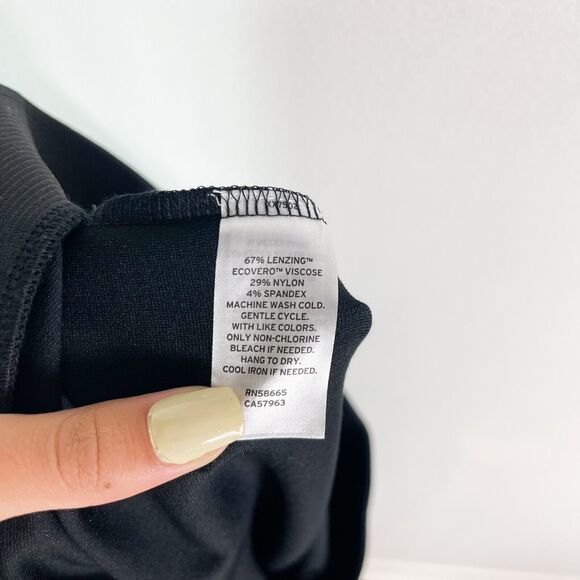 67% LENZING™
ECOVERO™ VISCOSE
29% NYLON
4% SPANDEX
MACHINE WASH COLD.
GENTLE CYCLE.
WITH LIKE COLORS.
ONLY NON-CHLORINE
BLEACH IF NEEDED.
HANG TO DRY.
COOL IRON IF NEEDED.
RN58665
CA57963